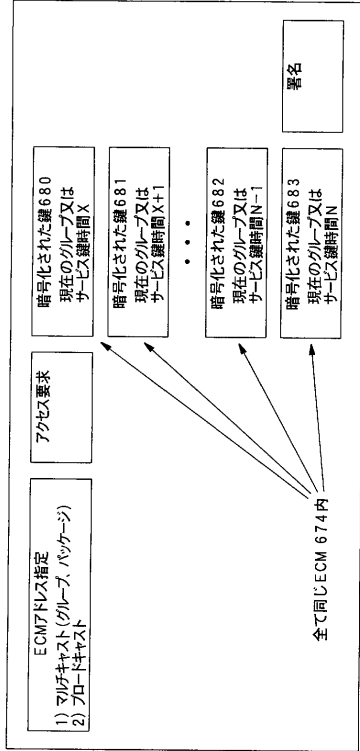 ECMアドレス指定
1) マルチキャスト(グループ、パッケージ)
2) ブロードキャスト
アクセス要求
暗号化された鍵680
現在のグループ又は
サービス鍵時間X
暗号化された鍵681
現在のグループ又は
サービス鍵時間X+1
・・・
暗号化された鍵682
現在のグループ又は
サービス鍵時間N−1
暗号化された鍵683
現在のグループ又は
サービス鍵時間N
署名
全て同じECM 674内